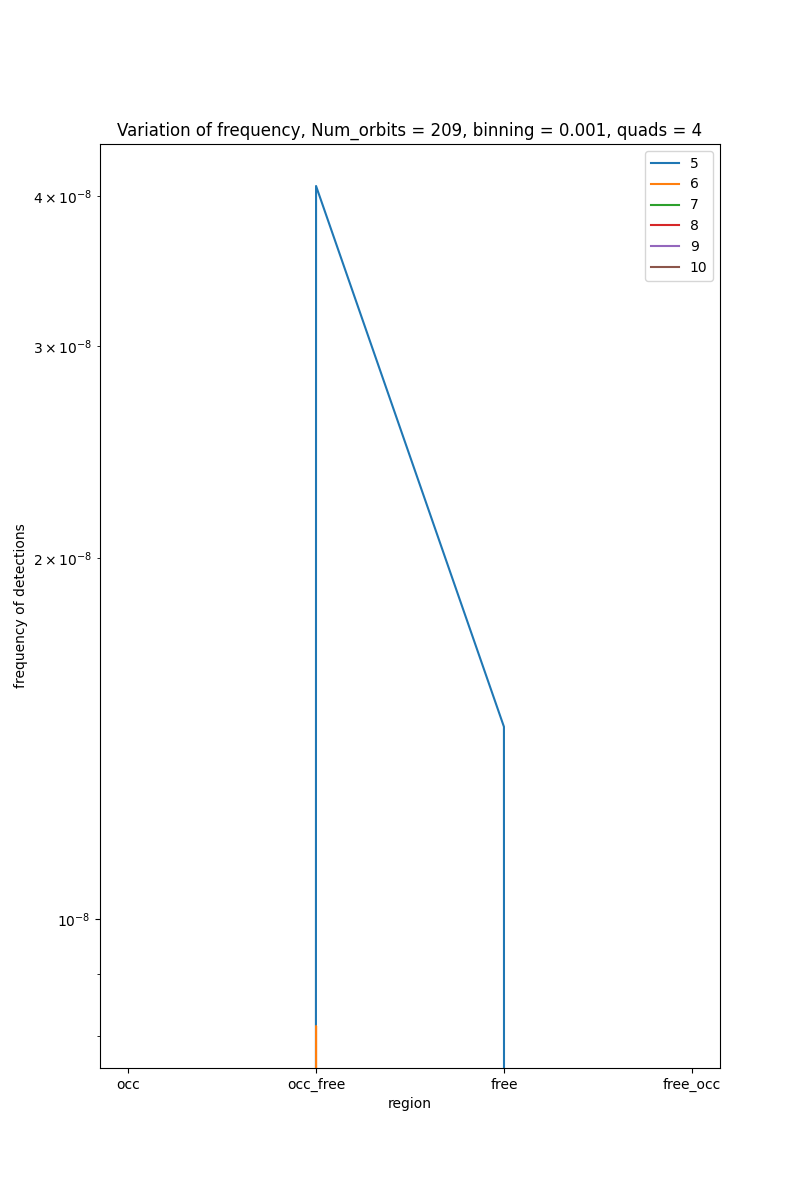 Variation of frequency, Num_orbits = 209, binning = 0.001, quads = 4
5
6
7
8
9
10
4 × 10⁻⁸
3 × 10⁻⁸
2 × 10⁻⁸
10⁻⁸
frequency of detections
occ occ_free free free_occ
region